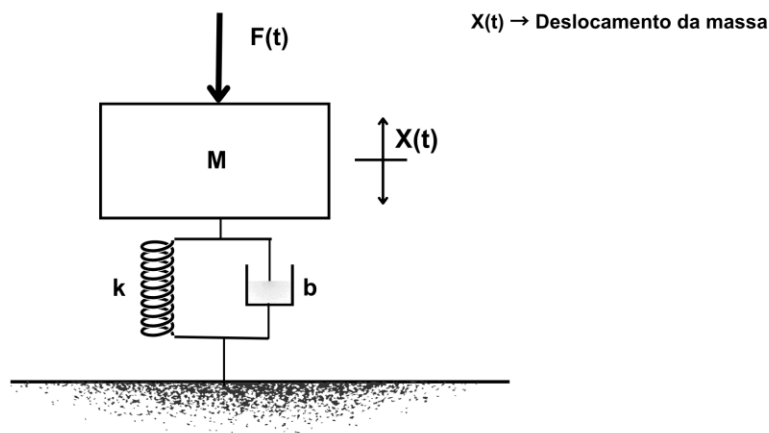 X(t) → Deslocamento da massa
F(t)
M
X(t)
k
b